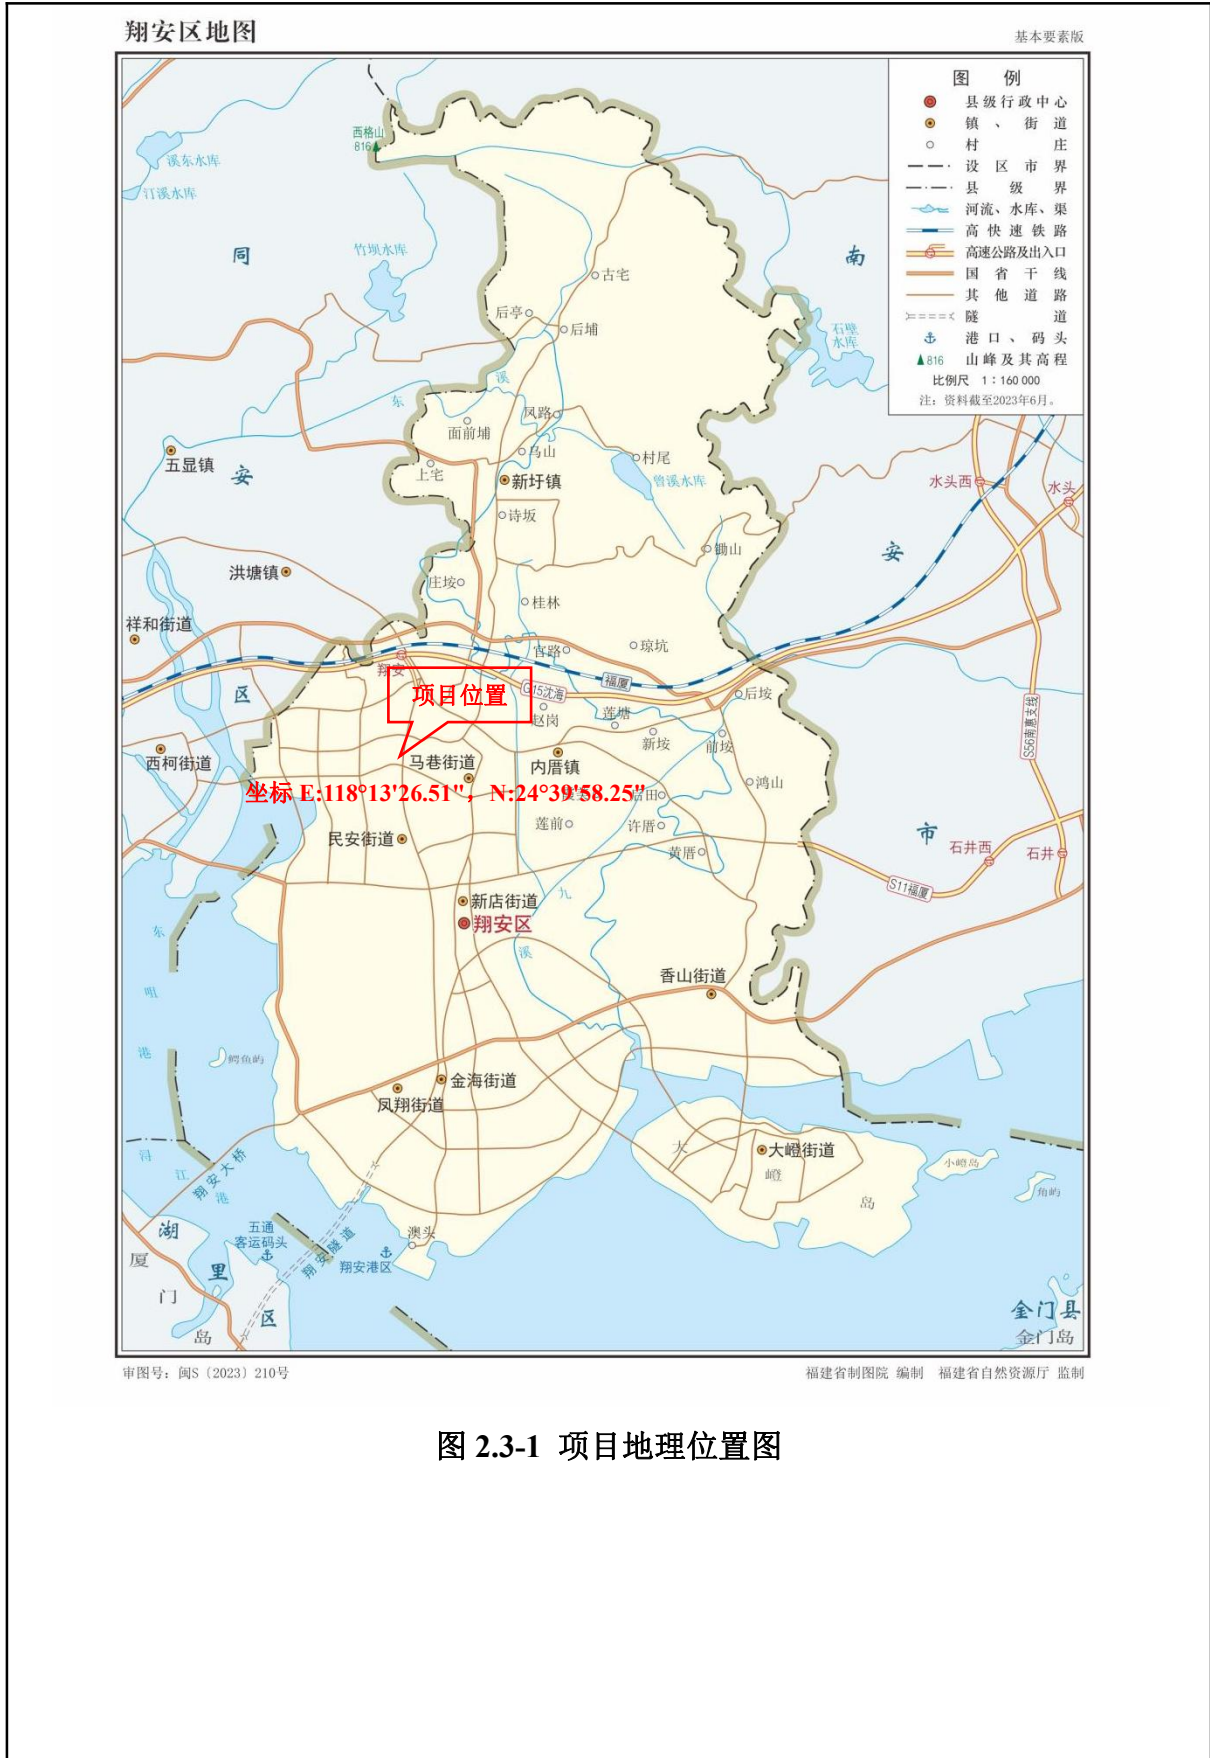 翔安区地图
基本要素版
图 例
县级行政中心
镇、街道
村 庄
设区市界
县级界
河流、水库、渠
高快速铁路
高速公路及出入口
国省干线
其他道路
隧 道
港口、码头
816 山峰及其高程
比例尺 1：160 000
注：资料截至2023年6月。
西格山
816
溪东水库
汀溪水库
同
竹坝水库
南
古宅
后亭
后埔
石壁
水库
溪
东
凤路
面前埔
乌山
村尾
五显镇
安
上宅
新圩镇
曾溪水库
水头西
水头
诗坂
锄山
安
洪塘镇
庄垵
桂林
祥和街道
官路
琼坑
翔安
福厦
区
项目位置
G15沈海
后垵
赵岗
莲塘
新垵
前垵
S56南惠支线
西柯街道
马巷街道
内厝镇
鸿山
坐标 E:118°13'26.51"，N:24°39'58.25"
莲前
许厝
民安街道
黄厝
市
石井西
石井
S11福厦
九
新店街道
翔安区
东
溪
香山街道
咀
港
鳄鱼屿
金海街道
凤翔街道
大
大嶝街道
嶝
小嶝岛
浔
江
港
翔安大桥
岛
角屿
湖
五通
客运码头
澳头
翔安隧道
翔安港区
厦
里
门
区
岛
金门县
金门岛
审图号：闽S〔2023〕210号
福建省制图院 编制 福建省自然资源厅 监制
图 2.3-1 项目地理位置图